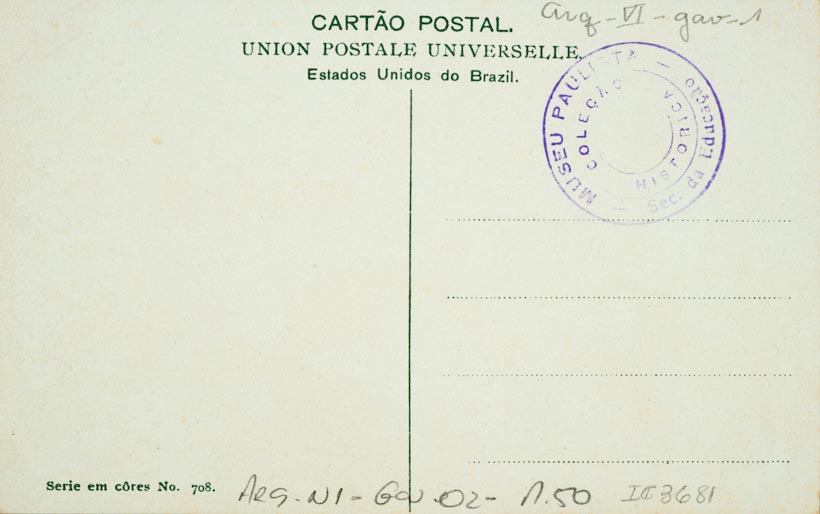 CARTÃO POSTAL.
Arq-VI-gav-1
UNION POSTALE UNIVERSELLE.
Estados Unidos do Brazil.
MUSEU PAULISTA — Sec. da Educação —
COLEÇÃO HISTORICA
Serie em côres No. 708.
Arq-VI-Gav 02- 1.50
IC3681